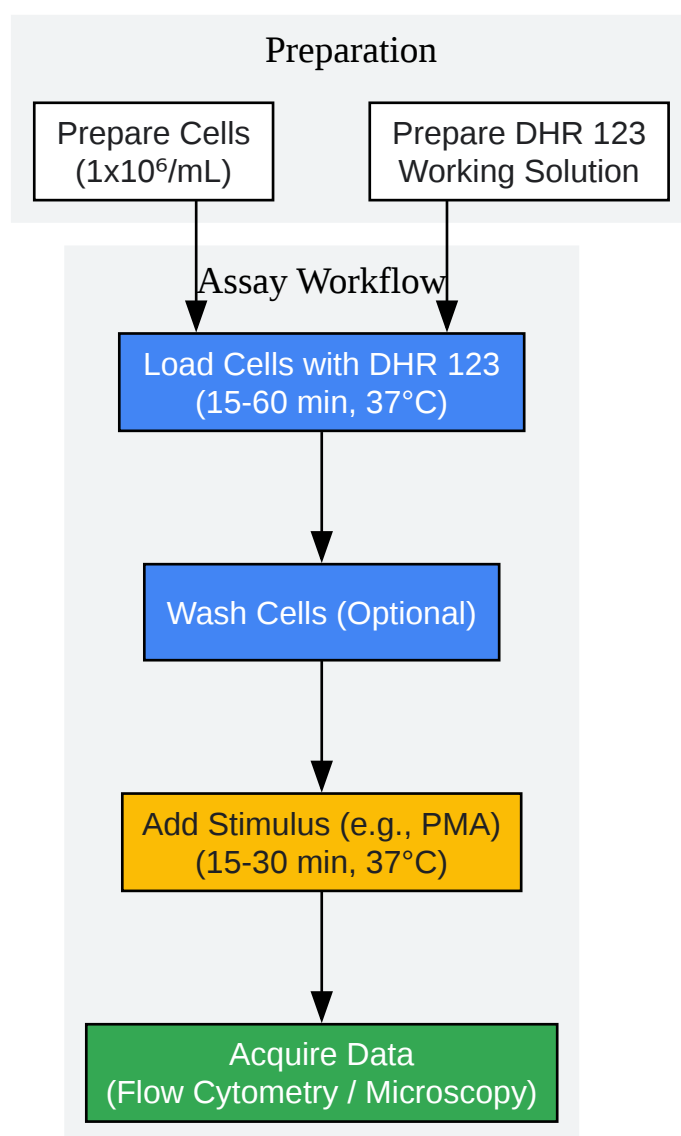 Preparation
Prepare Cells
(1x10⁶/mL)
Prepare DHR 123
Working Solution
Assay Workflow
Load Cells with DHR 123
(15-60 min, 37°C)
Wash Cells (Optional)
Add Stimulus (e.g., PMA)
(15-30 min, 37°C)
Acquire Data
(Flow Cytometry / Microscopy)